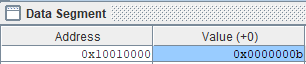 Data Segment
Address Value (+0)
0x10010000 0x0000000b